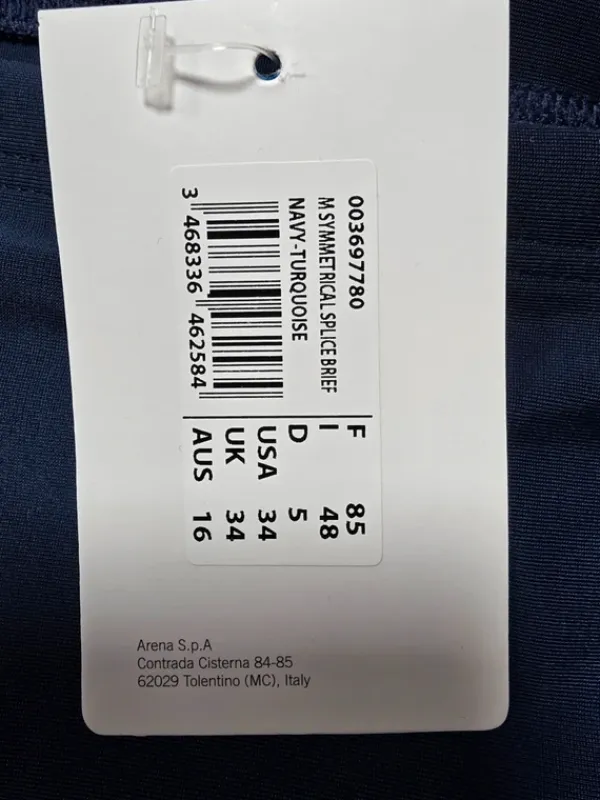 003697780
M SYMMETRICAL SPLICE BRIEF
NAVY-TURQUOISE
3 468336 462584
F 85
I 48
D 5
USA 34
UK 34
AUS 16
Arena S.p.A
Contrada Cisterna 84-85
62029 Tolentino (MC), Italy